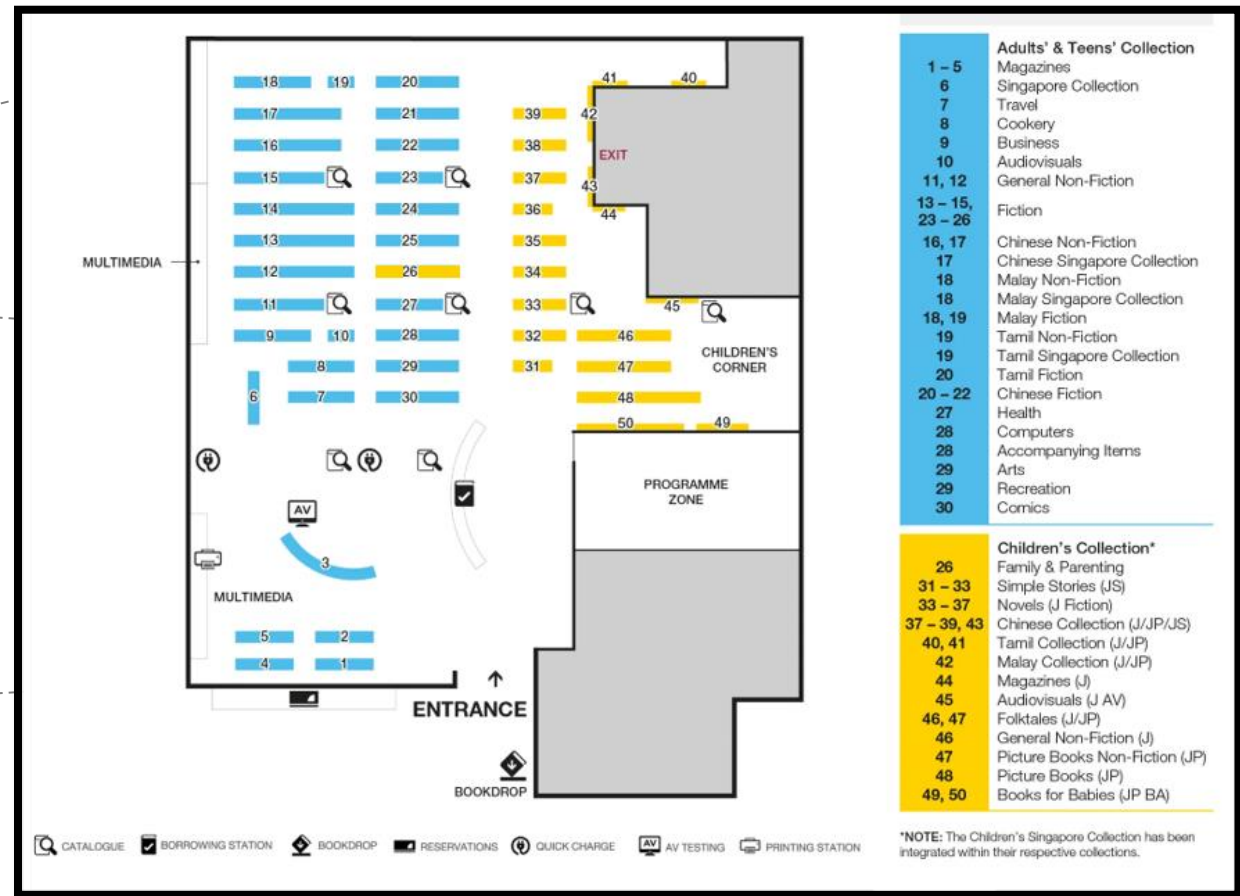 18 19 20 41 40
17 21 39 42
16 22 38 EXIT
15 23 37 43
14 24 36 44
13 25 35
MULTIMEDIA
12 26 34
11 27 33 45
9 10 28 32 46
CHILDREN'S
CORNER
8 29 31 47
6 7 30 48
50 49
PROGRAMME
ZONE
AV
3
MULTIMEDIA
5 2
4 1
ENTRANCE
BOOKDROP
CATALOGUE BORROWING STATION BOOKDROP RESERVATIONS QUICK CHARGE AV AV TESTING PRINTING STATION
Adults' & Teens' Collection
1 – 5 Magazines
6 Singapore Collection
7 Travel
8 Cookery
9 Business
10 Audiovisuals
11, 12 General Non-Fiction
13 – 15,
23 – 26 Fiction
16, 17 Chinese Non-Fiction
17 Chinese Singapore Collection
18 Malay Non-Fiction
18 Malay Singapore Collection
18, 19 Malay Fiction
19 Tamil Non-Fiction
19 Tamil Singapore Collection
20 Tamil Fiction
20 – 22 Chinese Fiction
27 Health
28 Computers
28 Accompanying Items
29 Arts
29 Recreation
30 Comics
Children's Collection*
26 Family & Parenting
31 – 33 Simple Stories (JS)
33 – 37 Novels (J Fiction)
37 – 39, 43 Chinese Collection (J/JP/JS)
40, 41 Tamil Collection (J/JP)
42 Malay Collection (J/JP)
44 Magazines (J)
45 Audiovisuals (J AV)
46, 47 Folktales (J/JP)
46 General Non-Fiction (J)
47 Picture Books Non-Fiction (JP)
48 Picture Books (JP)
49, 50 Books for Babies (JP BA)
*NOTE: The Children's Singapore Collection has been
integrated within their respective collections.